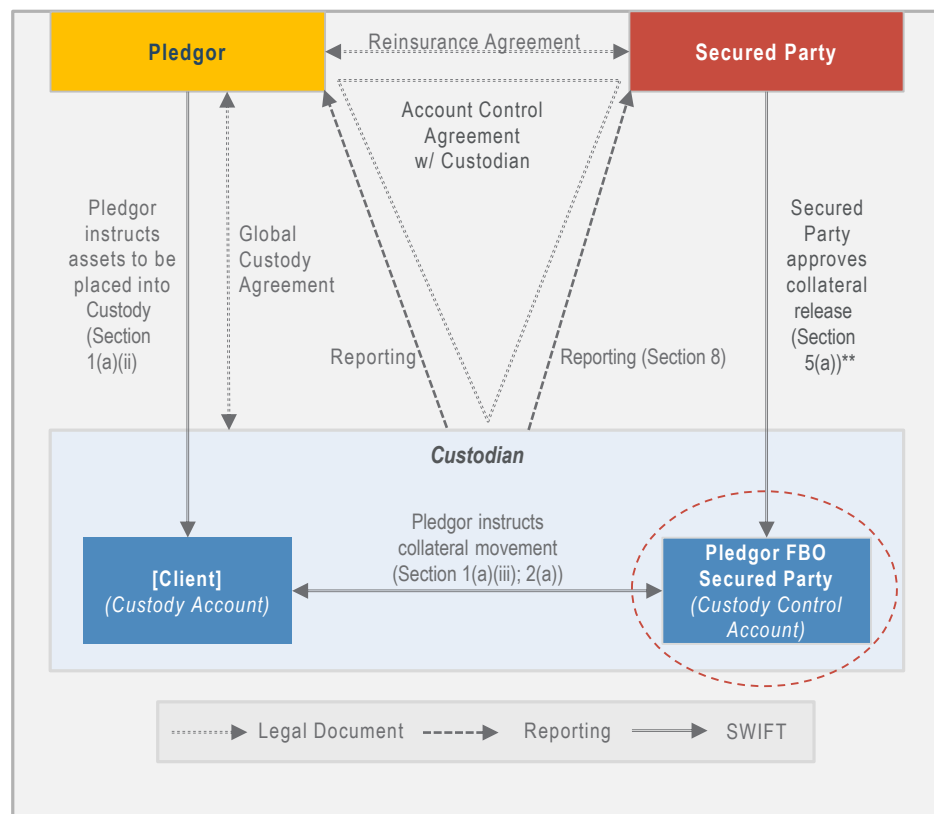 Pledgor
Reinsurance Agreement
Secured Party
Account Control
Agreement
w/ Custodian
Pledgor
instructs
assets to be
placed into
Custody
(Section
1(a)(ii)
Global
Custody
Agreement
Reporting
Reporting (Section 8)
Secured
Party
approves
collateral
release
(Section
5(a))**
Custodian
[Client]
(Custody Account)
Pledgor instructs
collateral movement
(Section 1(a)(iii); 2(a))
Pledgor FBO
Secured Party
(Custody Control
Account)
Legal Document
Reporting
SWIFT